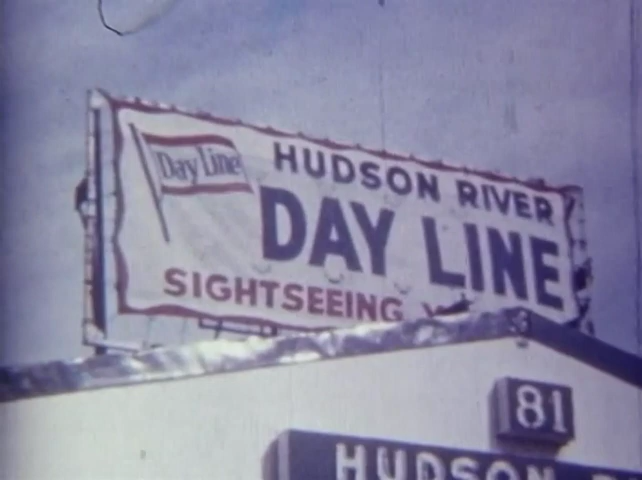 Day Line
HUDSON RIVER
DAY LINE
SIGHTSEEING
81
HUDSON